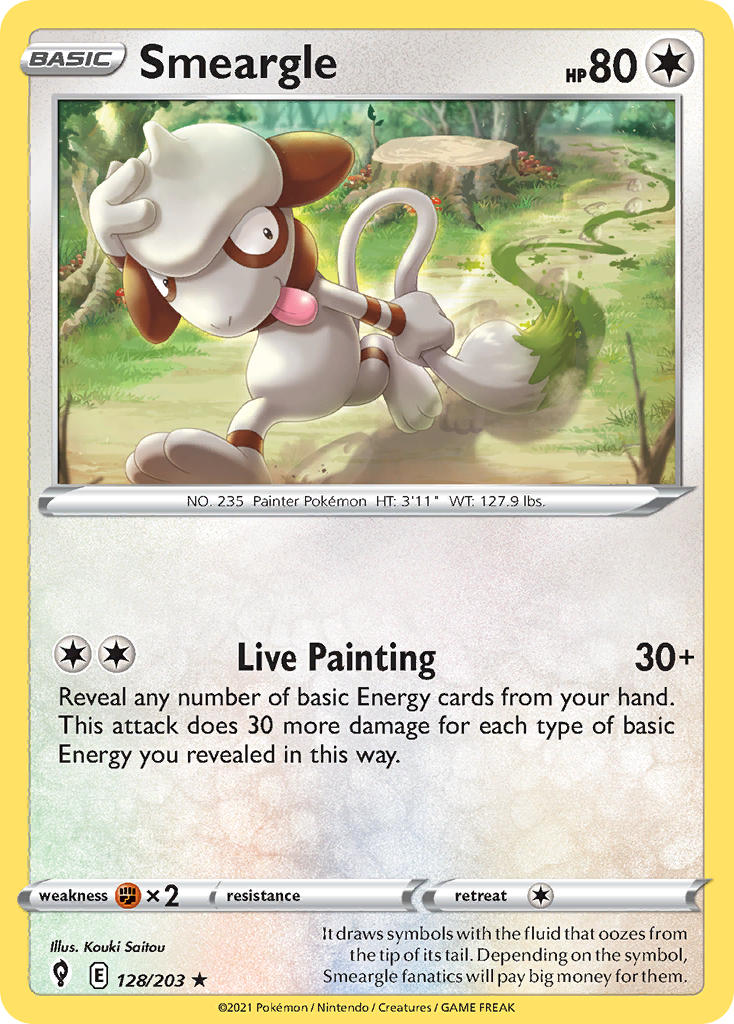 BASIC Smeargle HP80
NO. 235 Painter Pokémon HT: 3'11" WT: 127.9 lbs.
Live Painting 30+
Reveal any number of basic Energy cards from your hand.
This attack does 30 more damage for each type of basic
Energy you revealed in this way.
weakness ×2 resistance retreat
Illus. Kouki Saitou
It draws symbols with the fluid that oozes from
the tip of its tail. Depending on the symbol,
Smeargle fanatics will pay big money for them.
E 128/203 ★
©2021 Pokémon / Nintendo / Creatures / GAME FREAK